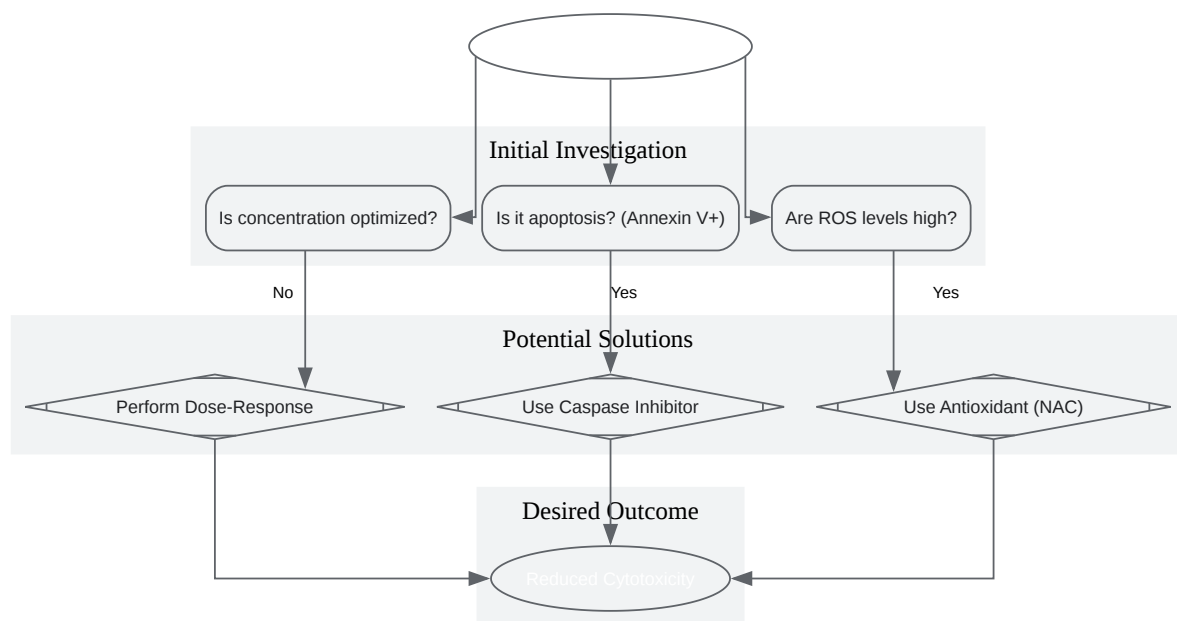 Initial Investigation
Is concentration optimized?
Is it apoptosis? (Annexin V+)
Are ROS levels high?
No
Yes
Yes
Potential Solutions
Perform Dose-Response
Use Caspase Inhibitor
Use Antioxidant (NAC)
Desired Outcome
Reduced Cytotoxicity